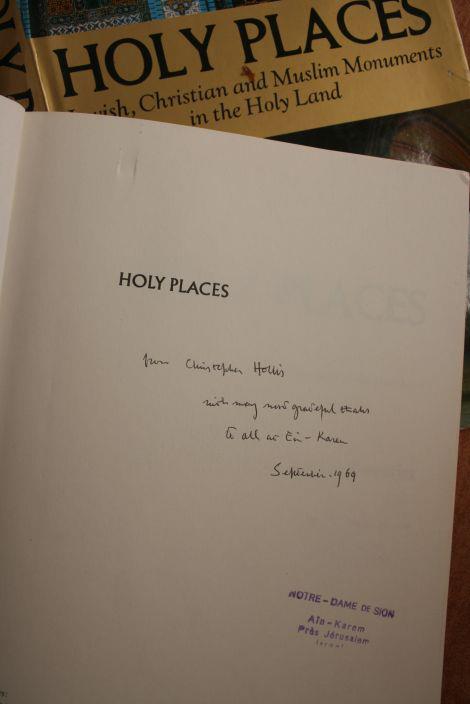 HOLY PLACES
Jewish, Christian and Muslim Monuments
in the Holy Land
HOLY PLACES
from Christopher Hollis
with many most grateful thanks
to all at Ein-Karem
September. 1969
NOTRE-DAME DE SION
Aïn-Karem
Près Jérusalem
Israel